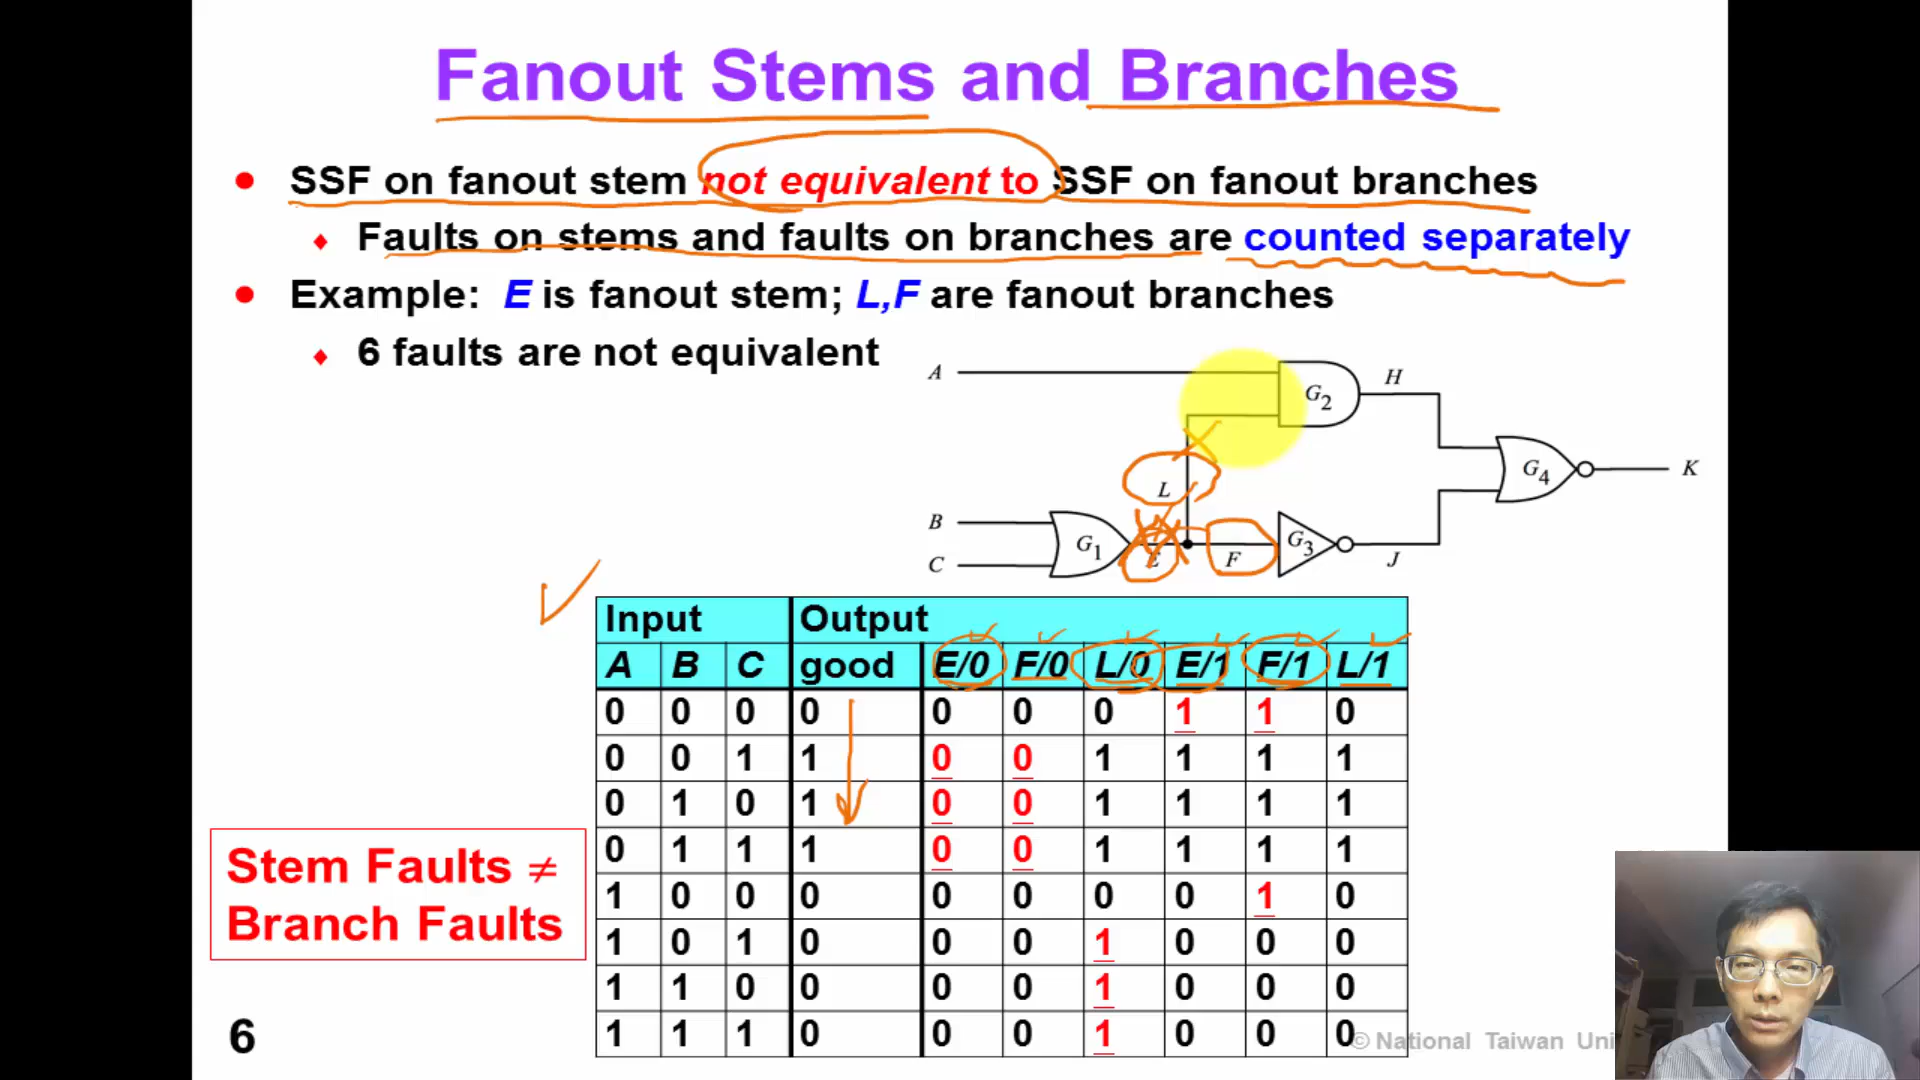 Fanout Stems and Branches
• SSF on fanout stem not equivalent to SSF on fanout branches
♦ Faults on stems and faults on branches are counted separately
• Example: E is fanout stem; L,F are fanout branches
♦ 6 faults are not equivalent
A
G2
H
L
G4
K
B
C
G1
E
F
G3
J
Input Output
A B C good E/0 F/0 L/0 E/1 F/1 L/1
0 0 0 0 0 0 0 1 1 0
0 0 1 1 0 0 1 1 1 1
0 1 0 1 0 0 1 1 1 1
0 1 1 1 0 0 1 1 1 1
1 0 0 0 0 0 0 0 1 0
1 0 1 0 0 0 1 0 0 0
1 1 0 0 0 0 1 0 0 0
1 1 1 0 0 0 1 0 0 0
Stem Faults ≠
Branch Faults
6
© National Taiwan Uni